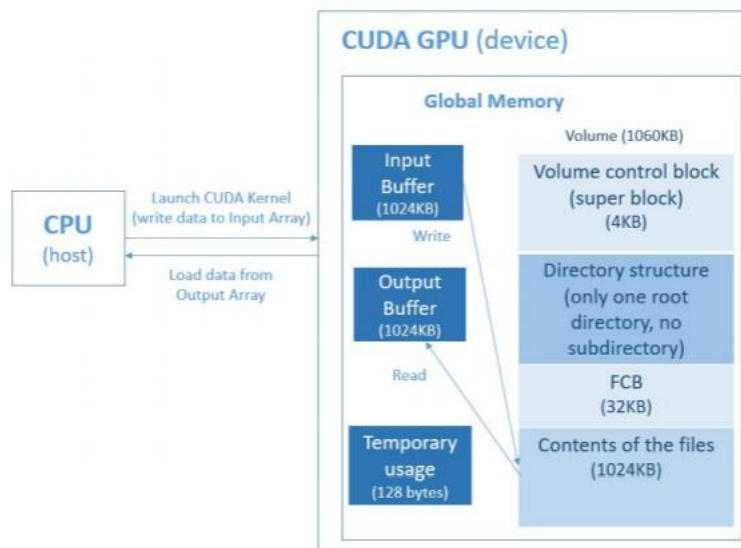 CUDA GPU (device)
Global Memory
Volume (1060KB)
Input
Buffer
(1024KB)
Volume control block
(super block)
(4KB)
Launch CUDA Kernel
(write data to Input Array)
CPU
(host)
Write
Load data from
Output Array
Output
Buffer
(1024KB)
Directory structure
(only one root
directory, no
subdirectory)
Read
FCB
(32KB)
Temporary
usage
(128 bytes)
Contents of the files
(1024KB)